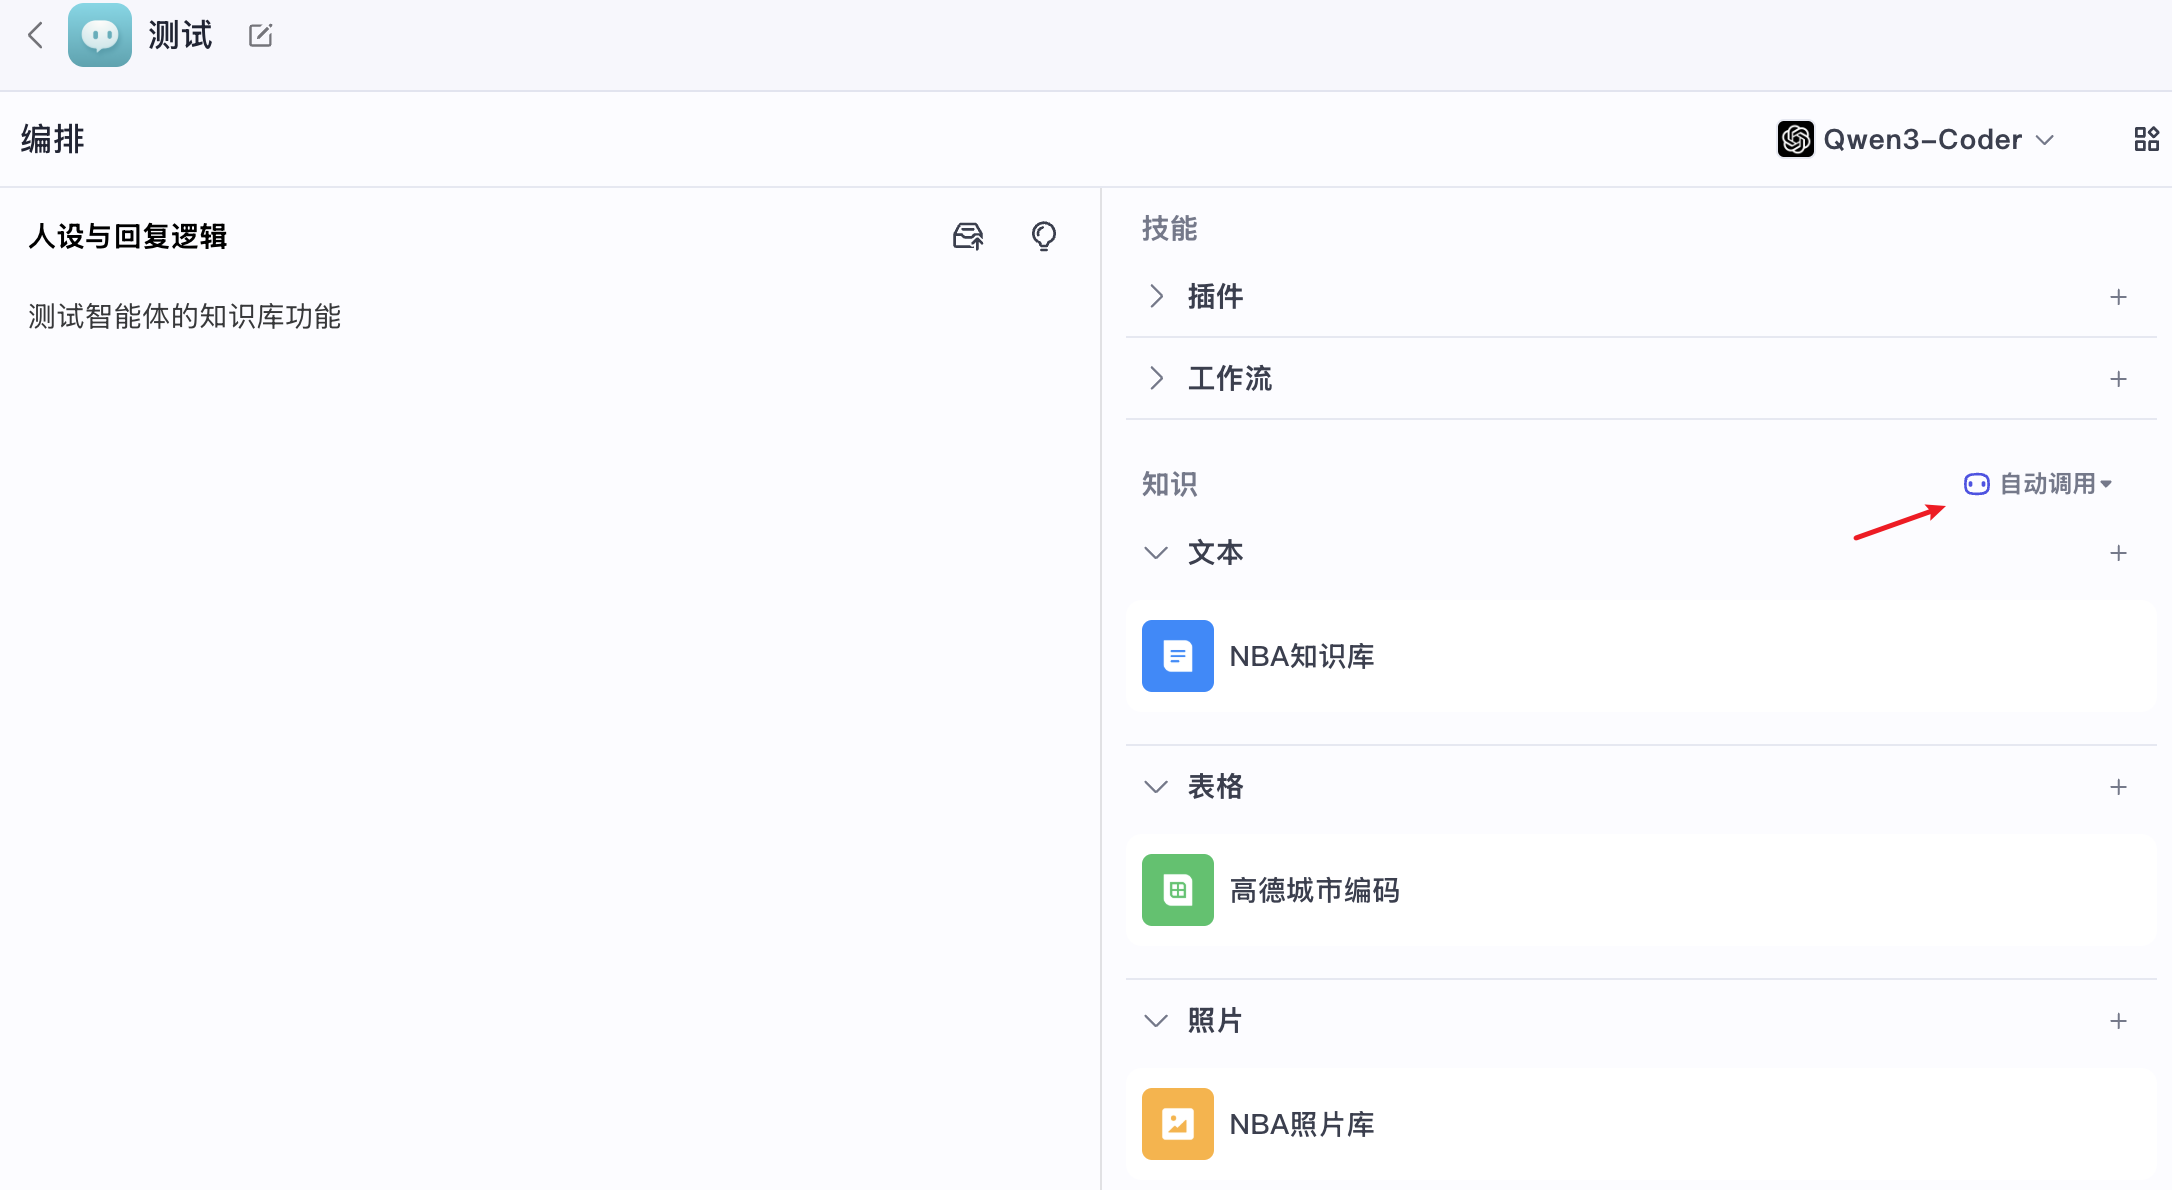 测试
编排
Qwen3-Coder
人设与回复逻辑
测试智能体的知识库功能
技能
插件
工作流
知识
自动调用
文本
NBA知识库
表格
高德城市编码
照片
NBA照片库